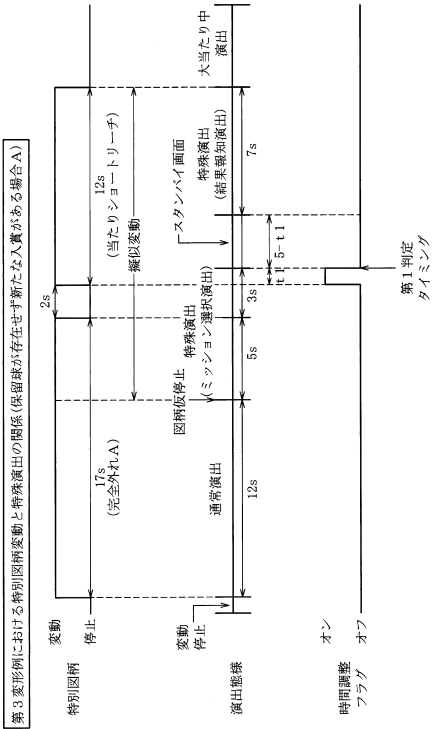 第3変形例における特別図柄変動と特殊演出の関係(保留球が存在せず新たな入賞がある場合A)
特別図柄
変動
停止
17s
(完全外れA)
2s
12s
(当たりショートリーチ)
擬似変動
演出態様
変動
停止
通常演出
図柄仮停止
特殊演出
(ミッション選択演出)
スタンバイ画面
特殊演出
(結果報知演出)
大当たり中
演出
12s
5s
3s
t1
5-t1
7s
時間調整
フラグ
オン
オフ
第1判定
タイミング